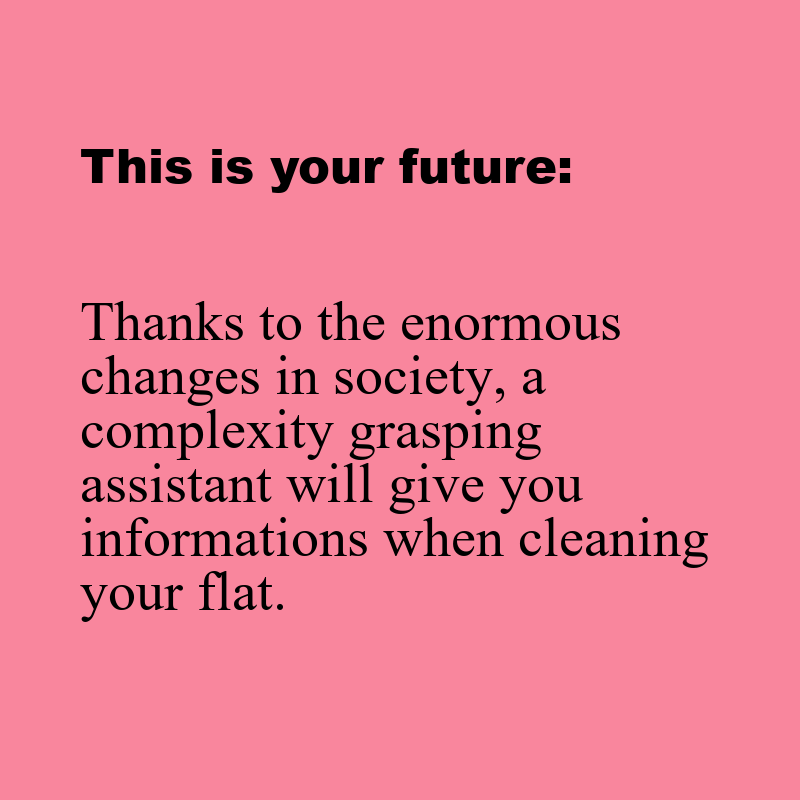 This is your future:
Thanks to the enormous
changes in society, a
complexity grasping
assistant will give you
informations when cleaning
your flat.